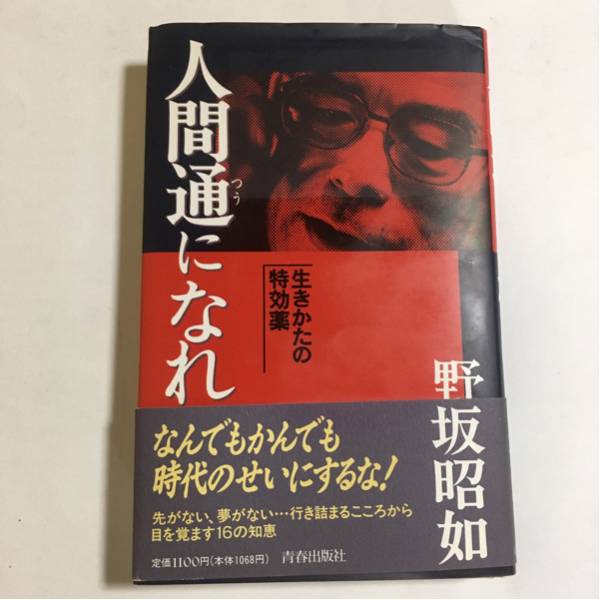 人間通になれ
つう
生きかたの
特効薬
野坂昭如
なんでもかんでも
時代のせいにするな!
先がない、夢がない…行き詰まるこころから
目を覚ます16の知恵
定価1100円(本体1068円) 青春出版社